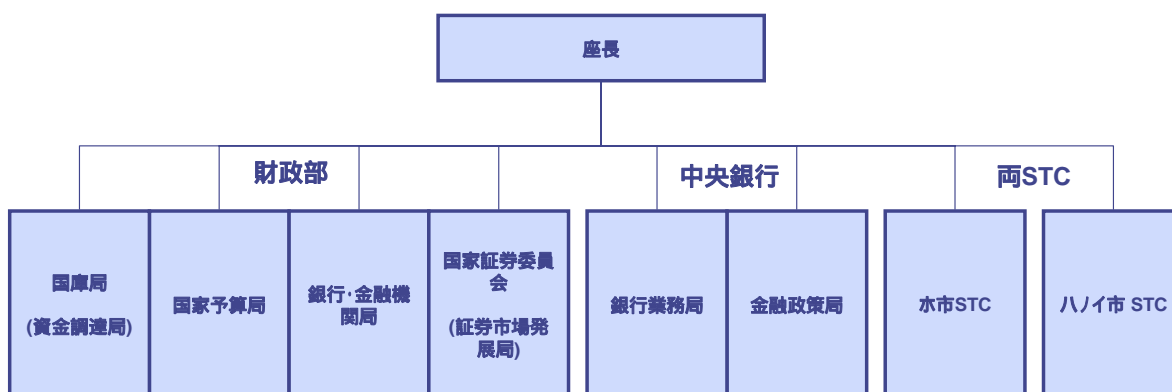 座長
財政部
中央銀行
両STC
国庫局
(資金調達局)
国家予算局
銀行･金融機
関局
国家証券委員
会
(証券市場発
展局)
銀行業務局
金融政策局
水市STC
ハノイ市 STC